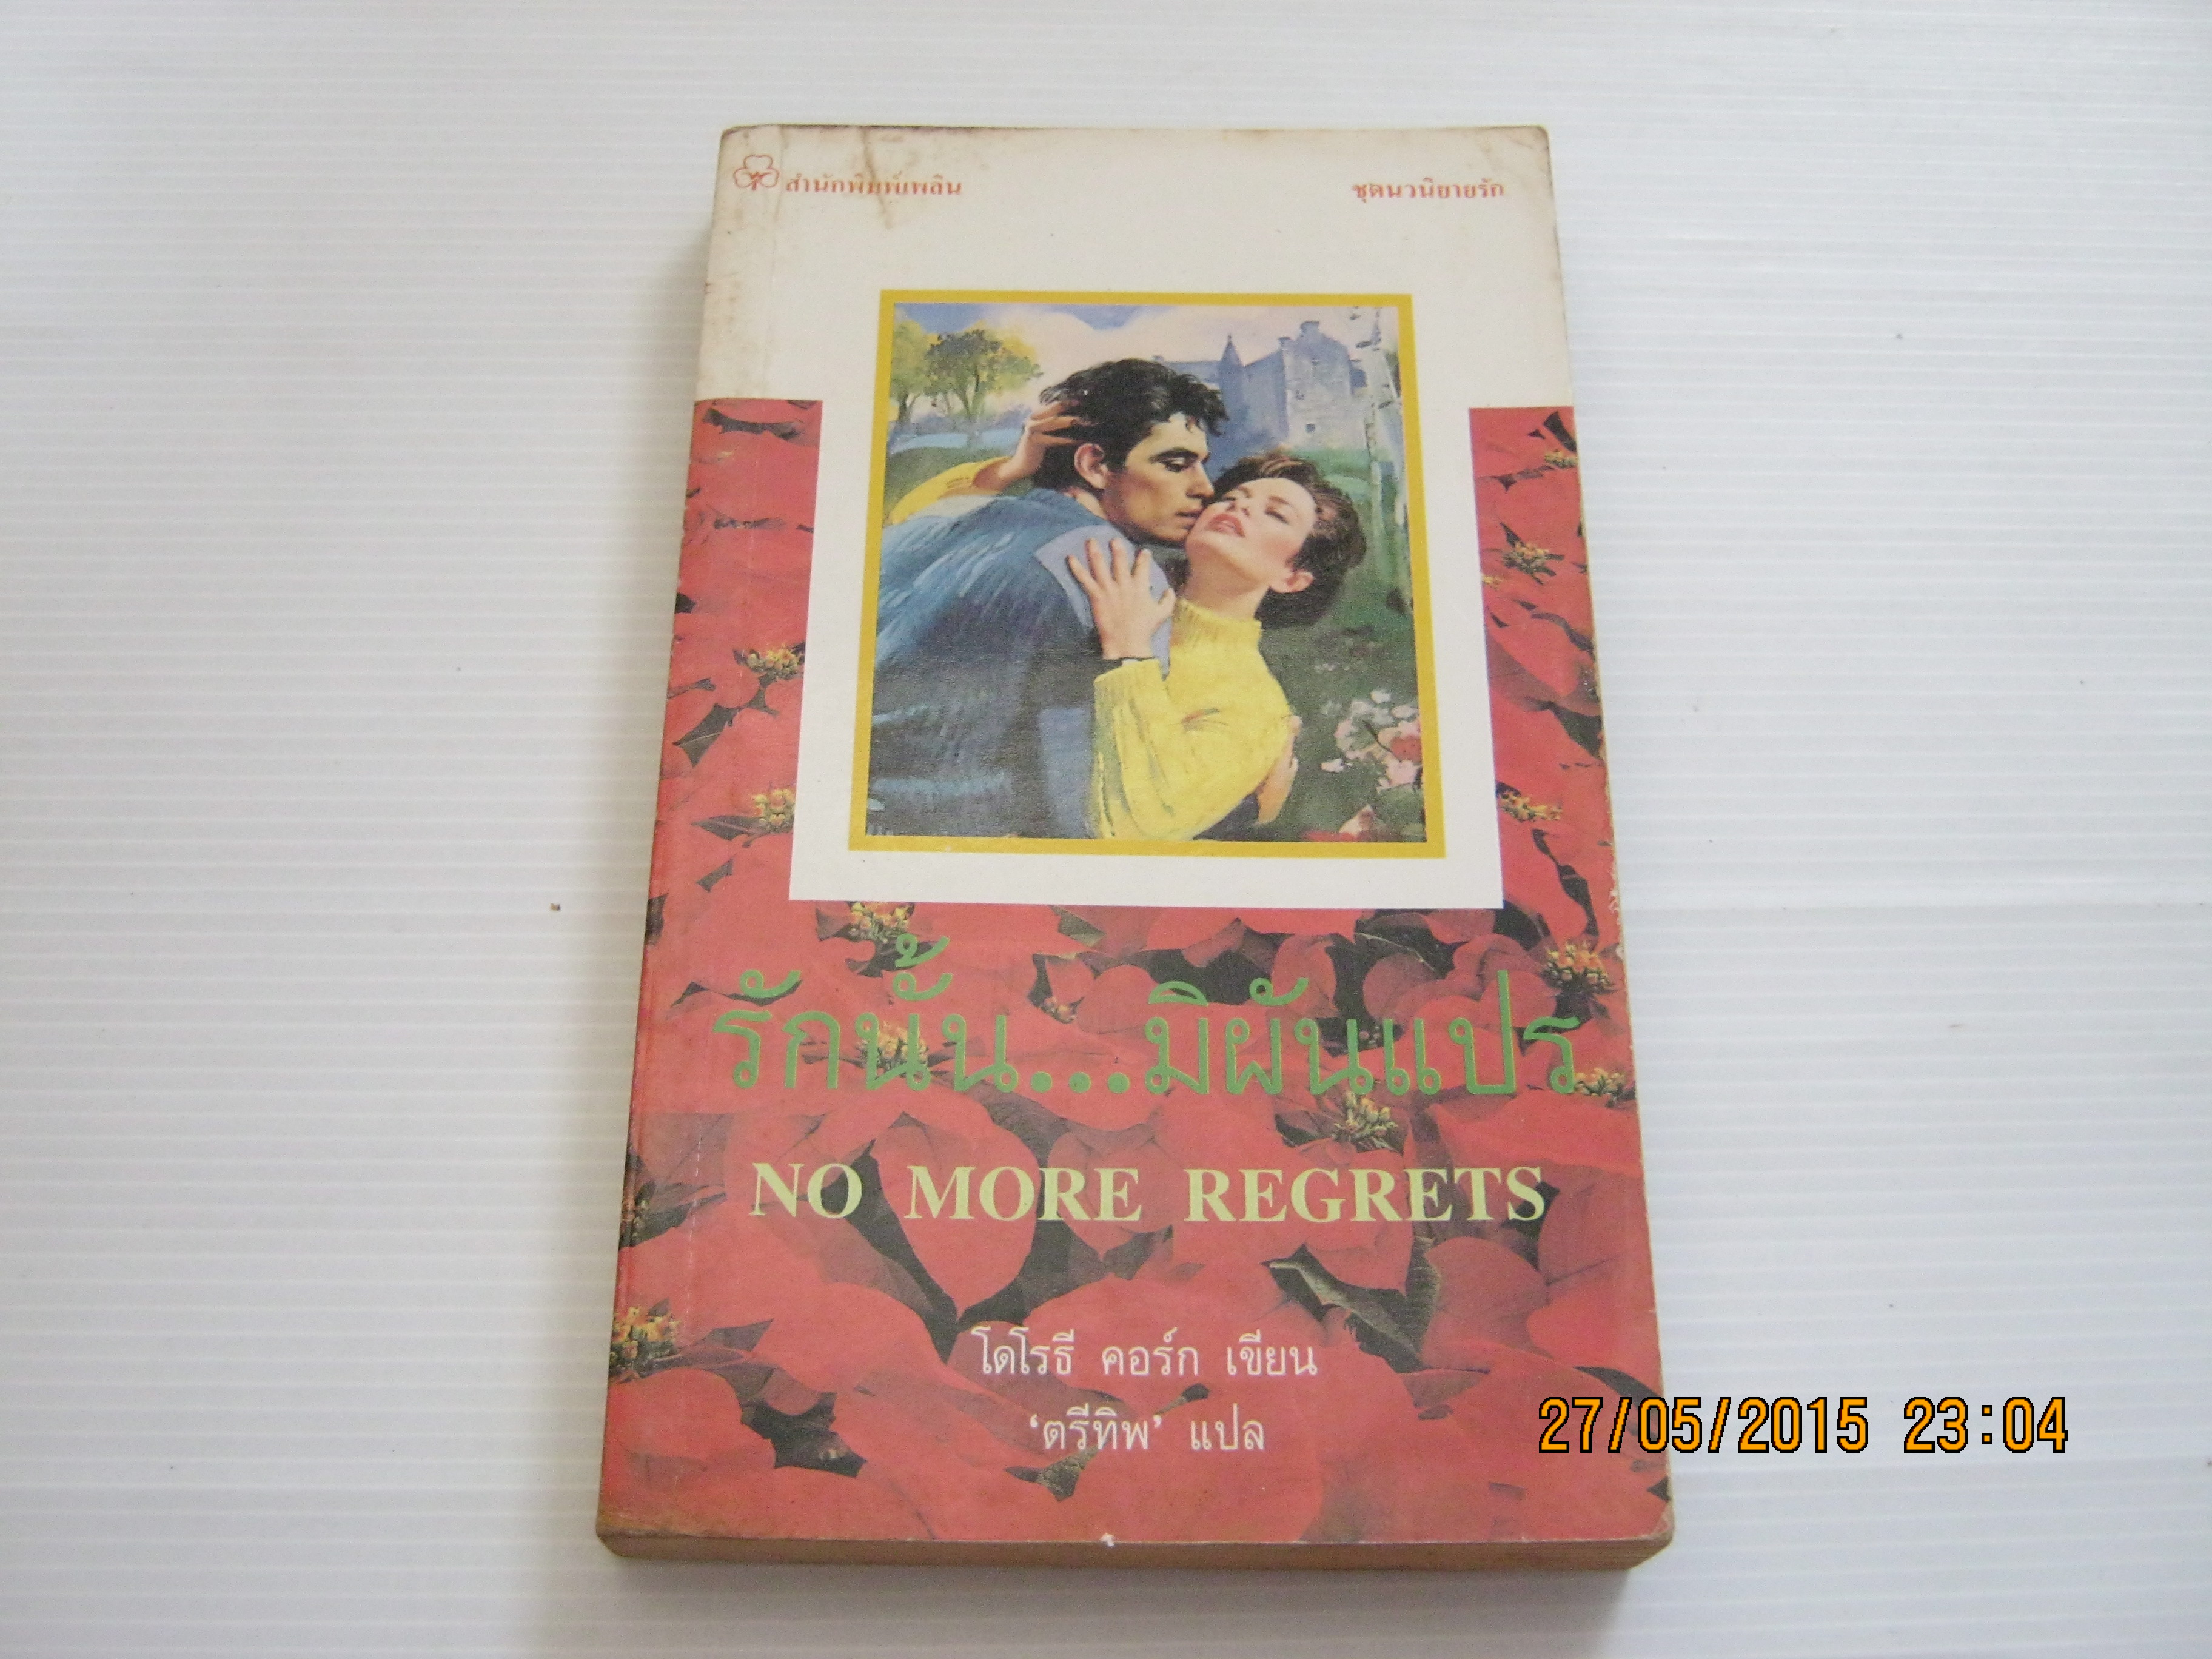 สำนักพิมพ์เพลิน
ชุดนวนิยายรัก
รักนั้น...มิผันแปร
NO MORE REGRETS
โดโรธี คอร์ก เขียน
‘ตรีทิพ’ แปล
27/05/2015 23:04